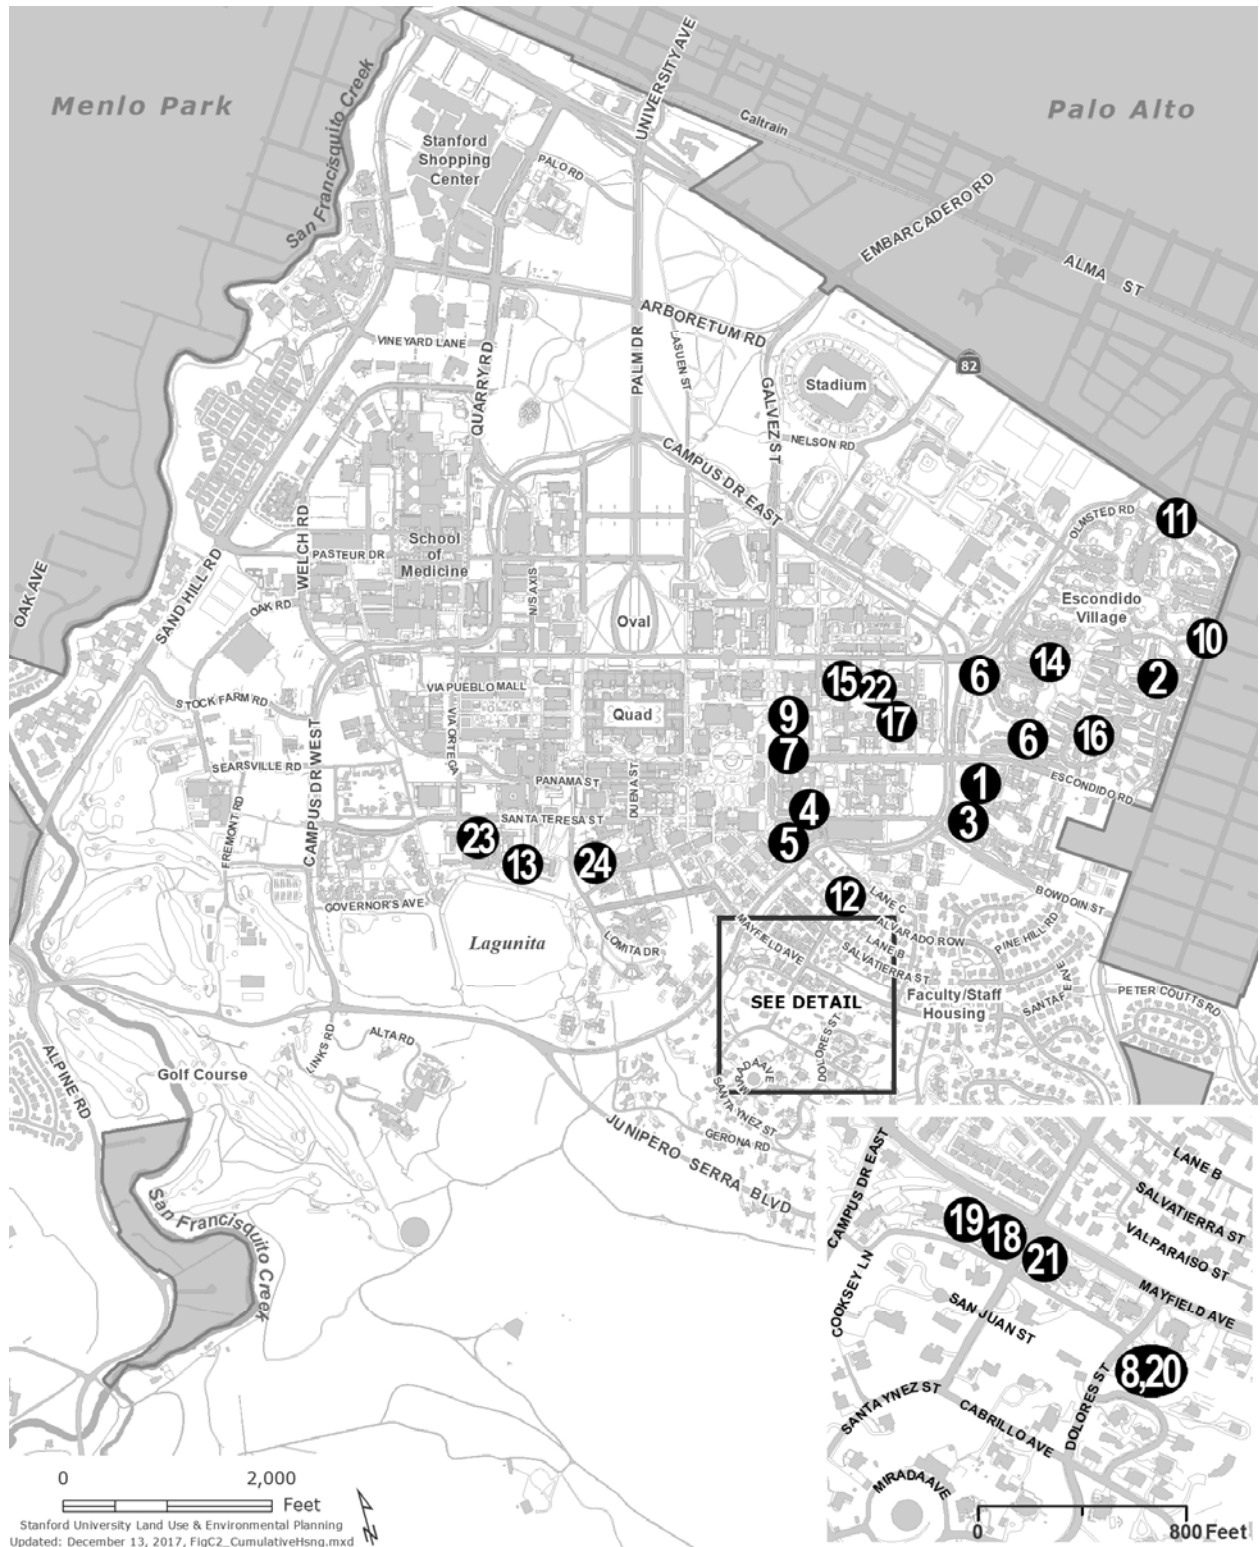 Menlo Park
Palo Alto
San Francisquito Creek
UNIVERSITY AVE
Caltrain
Stanford
Shopping
Center
PALO RD
EMBARCADERO RD
ALMA ST
ARBORETUM RD
VINEYARD LANE
QUARRY RD
PALM DR
LASUEN ST
GALVEZ ST
82
Stadium
NELSON RD
CAMPUS DR EAST
OLMSTED RD
11
WELCH RD
School
of
Medicine
PASTEUR DR
N/S AXIS
OAK AVE
SAND HILL RD
OAK RD
Oval
Escondido
Village
10
14
6
2
15
22
VIA PUEBLO MALL
STOCK FARM RD
Quad
9
17
VIA ORTEGA
6
16
7
SEARSVILLE RD
CAMPUS DR WEST
PANAMA ST
DUENA ST
ESCONDIDO RD
1
FREMONT RD
SANTA TERESA ST
4
3
23
5
13
24
12
LANE C
BOWDOIN ST
GOVERNOR'S AVE
Lagunita
LOMITA DR
MAYFIELD AVE
ALVARADO ROW
LANE B
SALVATIERRA ST
PINE HILL RD
SANTA FE AVE
SEE DETAIL
Faculty/Staff
Housing
PETER COUTTS RD
LINKS RD
ALTA RD
DOLORES ST
ALPINE RD
Golf Course
MIRADA AVE
SANTA YNEZ ST
GERONA RD
JUNIPERO SERRA BLVD
San Francisquito Creek
CAMPUS DR EAST
LANE B
SALVATIERRA ST
VALPARAISO ST
19
18
21
COOKSEY LN
MAYFIELD AVE
SAN JUAN ST
8,20
SANTA YNEZ ST
CABRILLO AVE
DOLORES ST
MIRADA AVE
0 800 Feet
0 2,000
Feet
N
Stanford University Land Use & Environmental Planning
Updated: December 13, 2017, FigC2_CumulativeHsng.mxd